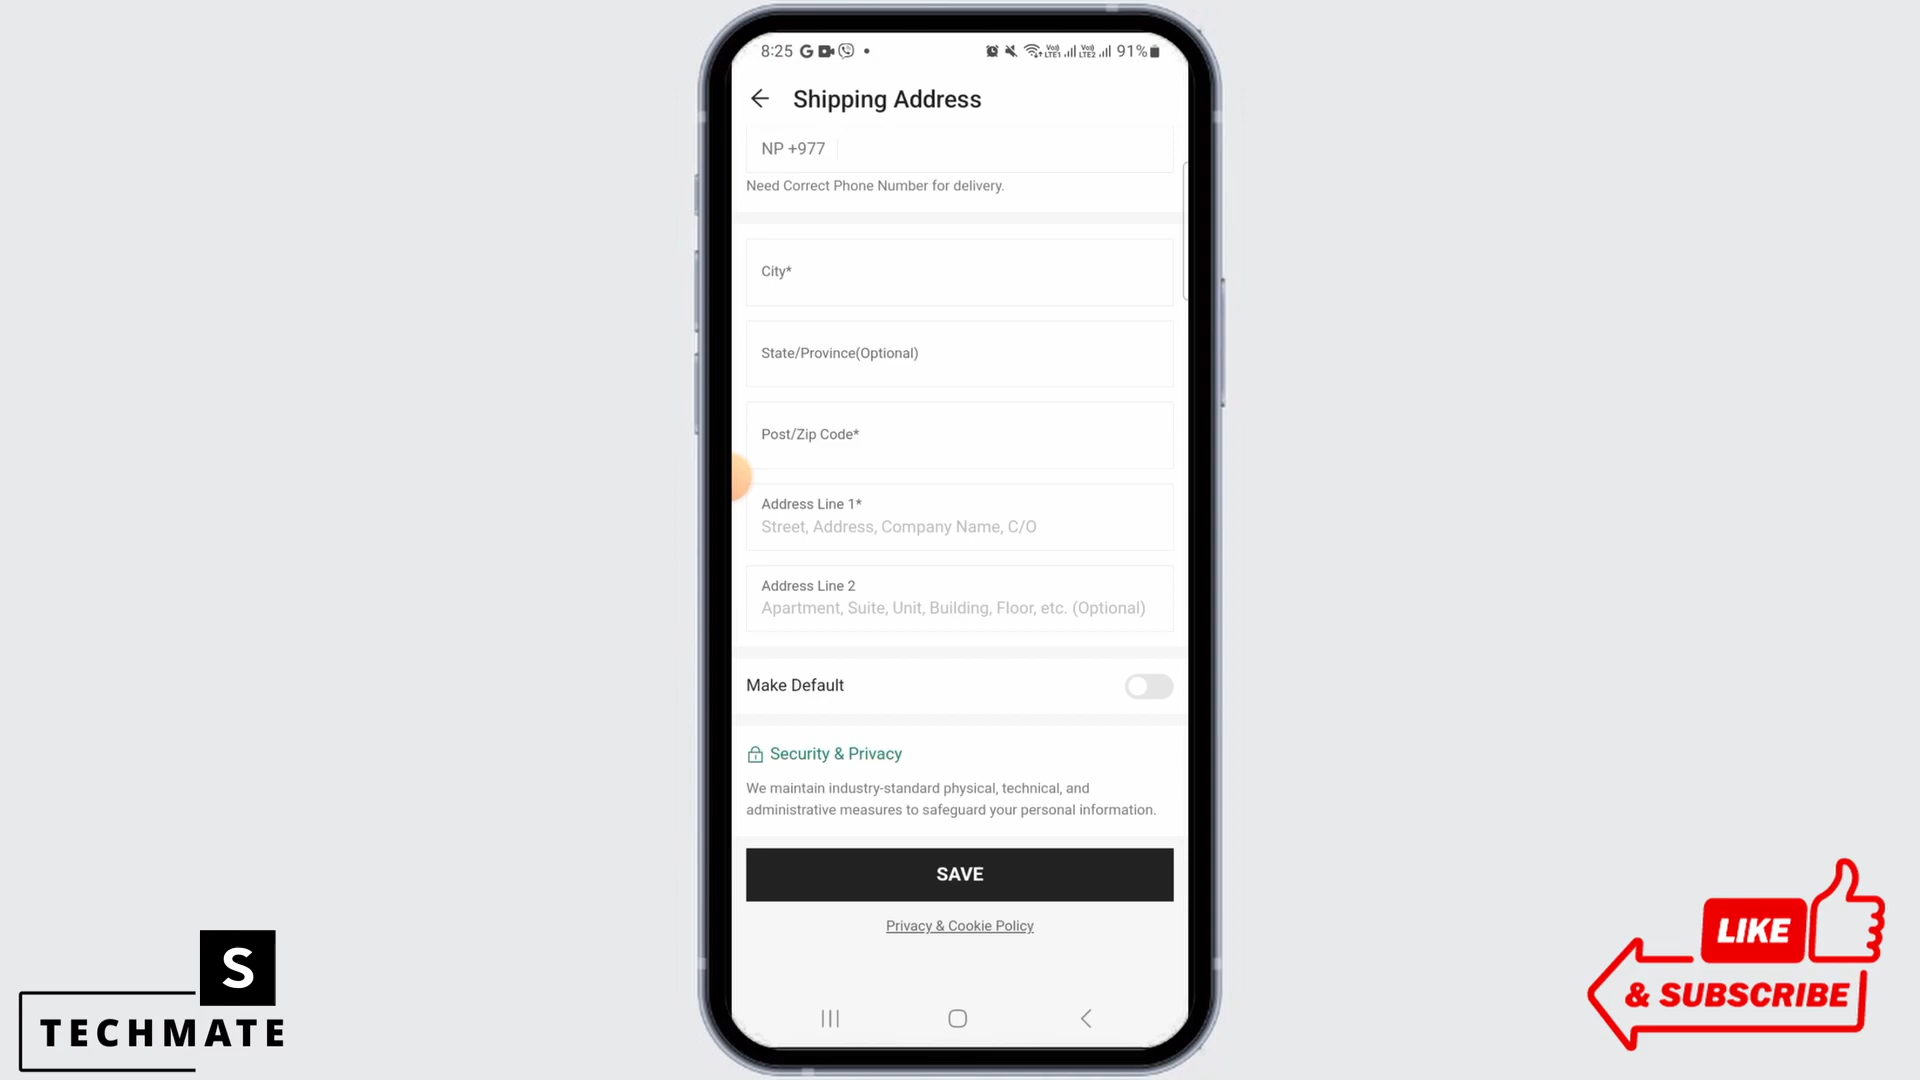 8:25
91%
Shipping Address
NP +977
Need Correct Phone Number for delivery.
City*
State/Province(Optional)
Post/Zip Code*
Address Line 1*
Street, Address, Company Name, C/O
Address Line 2
Apartment, Suite, Unit, Building, Floor, etc. (Optional)
Make Default
Security & Privacy
We maintain industry-standard physical, technical, and
administrative measures to safeguard your personal information.
SAVE
Privacy & Cookie Policy
S
TECHMATE
LIKE
& SUBSCRIBE